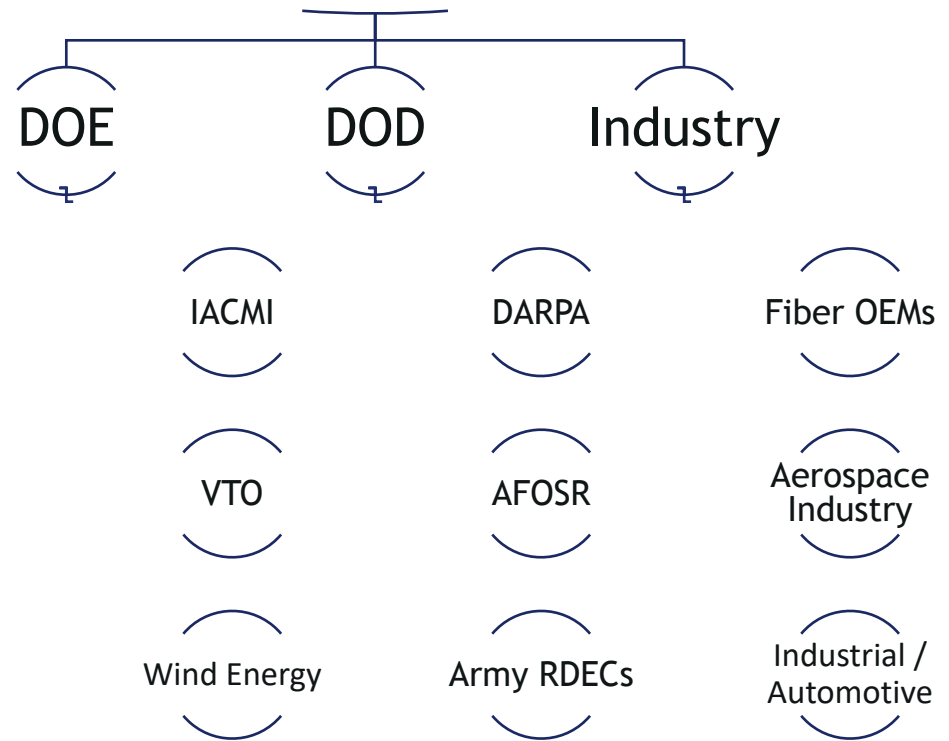 DOE
DOD
Industry
IACMI
DARPA
Fiber OEMs
VTO
AFOSR
Aerospace
Industry
Wind Energy
Army RDECs
Industrial /
Automotive